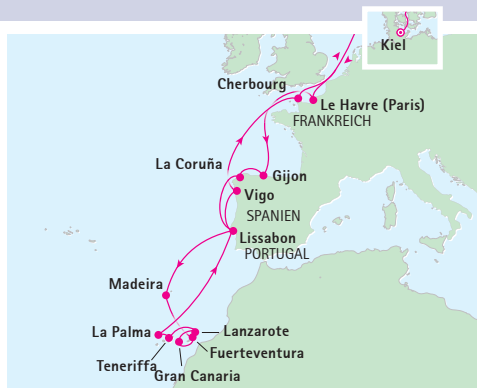 Kiel
Cherbourg
Le Havre (Paris)
FRANKREICH
La Coruña
Gijon
Vigo
SPANIEN
Lissabon
PORTUGAL
Madeira
La Palma
Lanzarote
Teneriffa
Fuerteventura
Gran Canaria